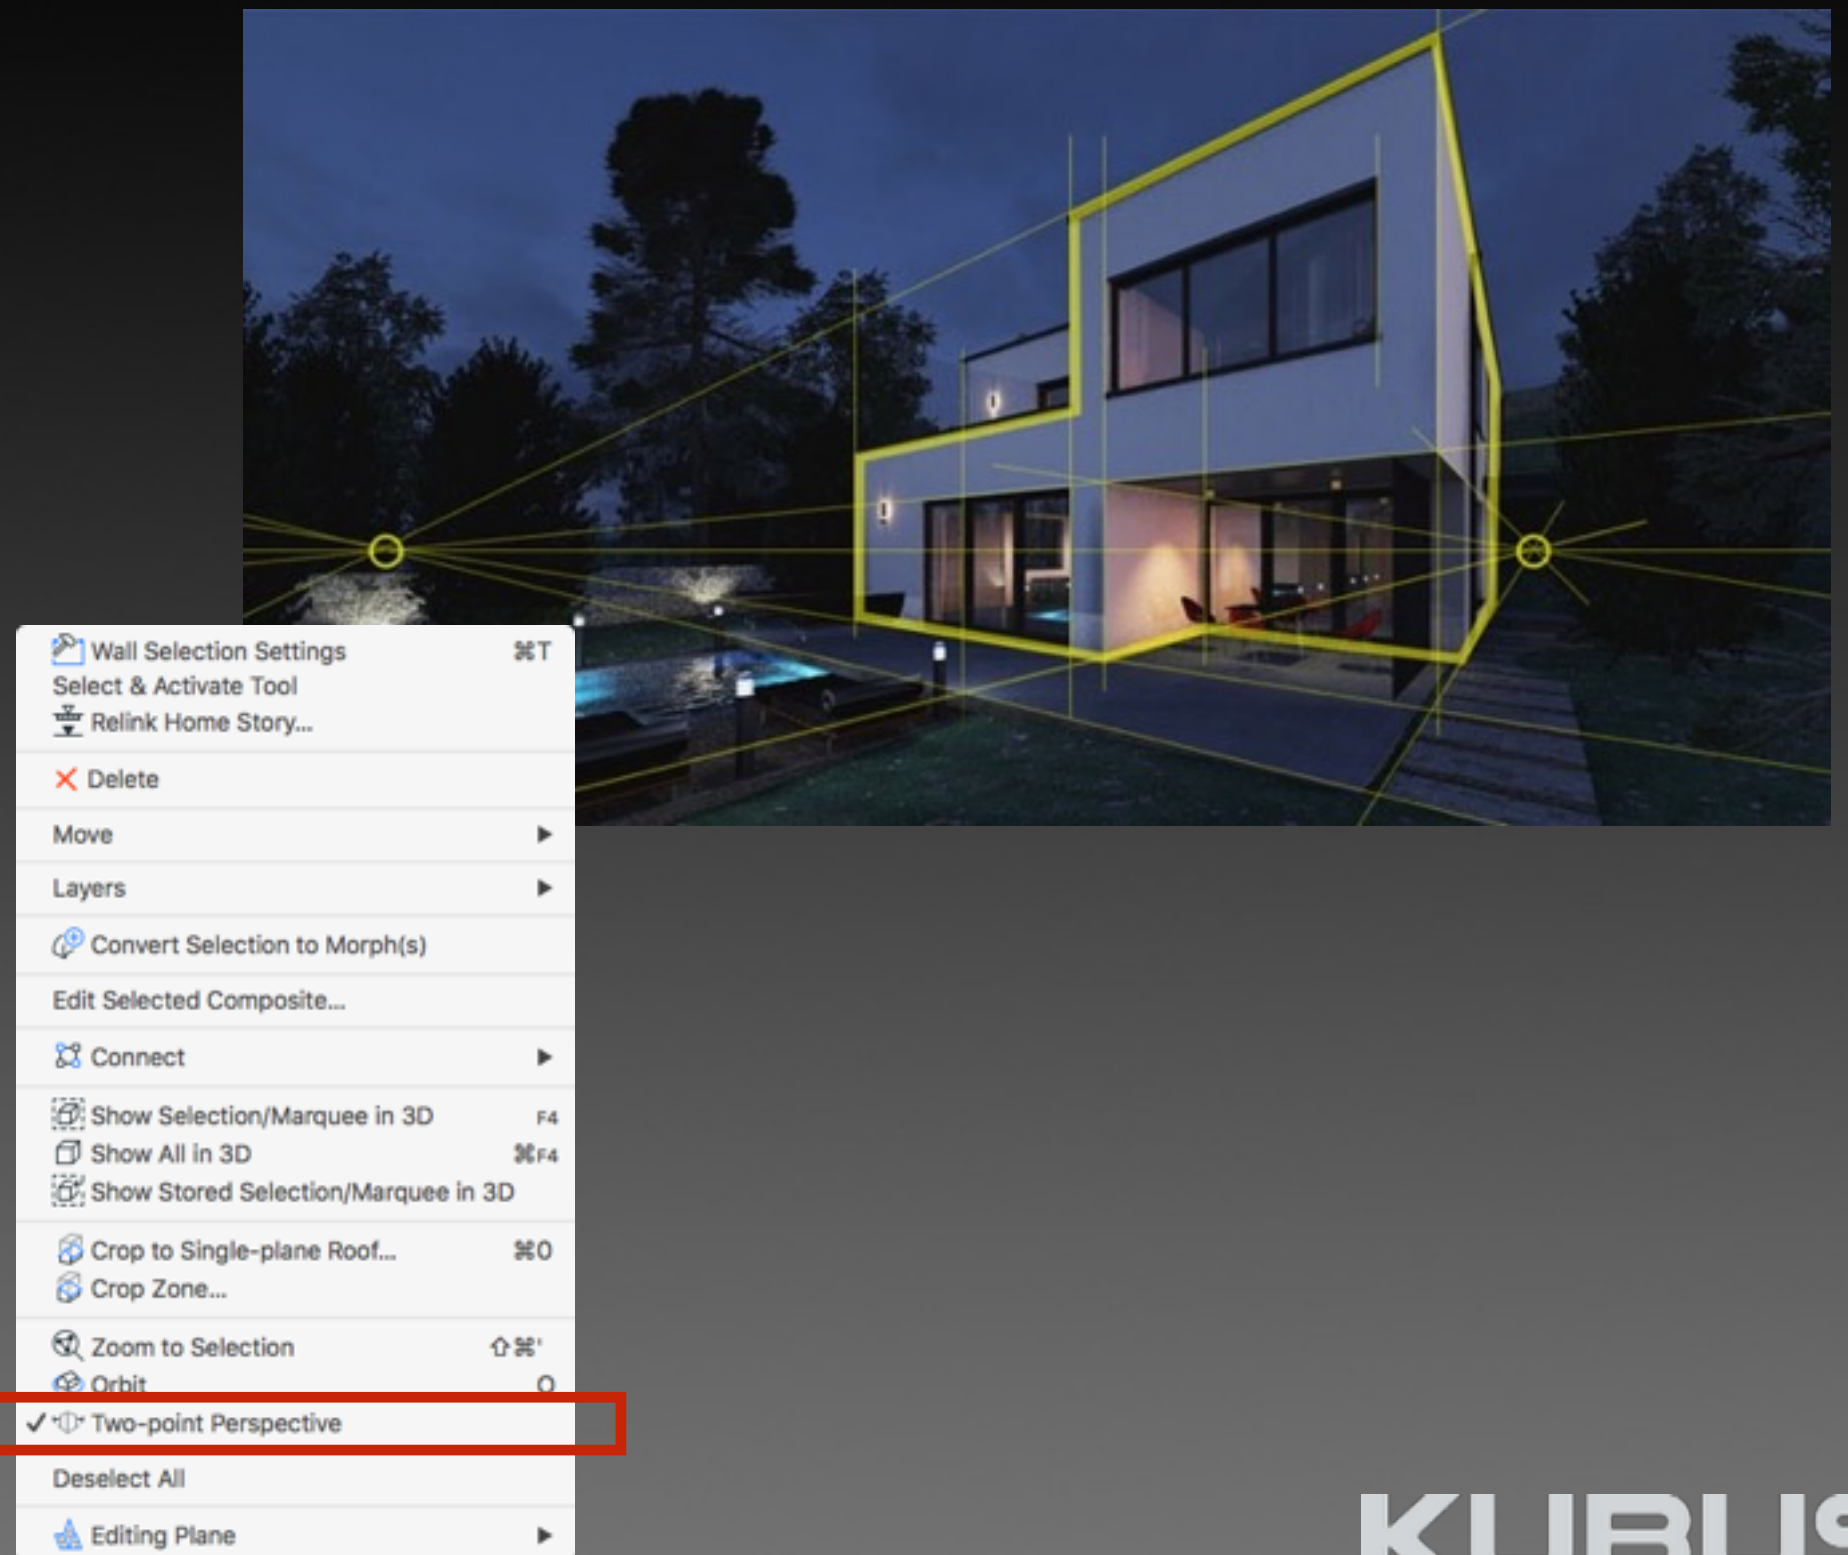 Wall Selection Settings ⌘T
Select & Activate Tool
Relink Home Story...
Delete
Move ▶
Layers ▶
Convert Selection to Morph(s)
Edit Selected Composite...
Connect ▶
Show Selection/Marquee in 3D F4
Show All in 3D ⌘F4
Show Stored Selection/Marquee in 3D
Crop to Single-plane Roof... ⌘0
Crop Zone...
Zoom to Selection ⇧⌘'
Orbit O
✓ Two-point Perspective
Deselect All
Editing Plane ▶
KUBUS